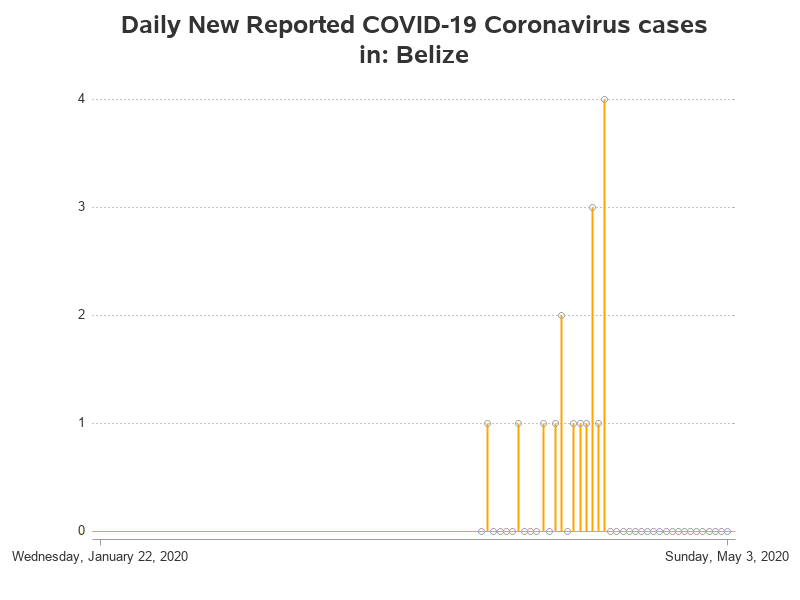 Daily New Reported COVID-19 Coronavirus cases
in: Belize
4
3
2
1
0
Wednesday, January 22, 2020 Sunday, May 3, 2020